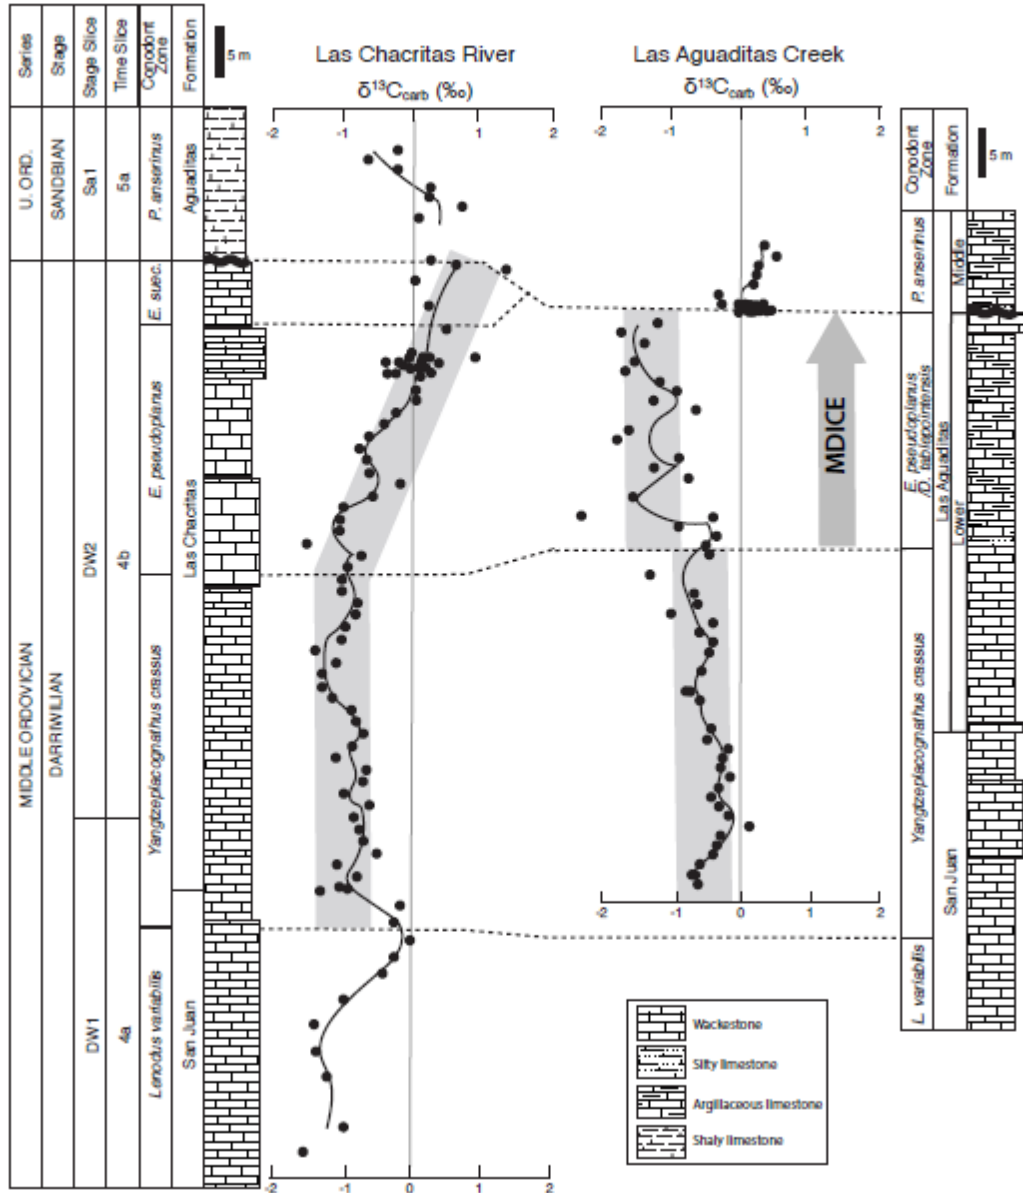 Series
Stage
Stage Slice
Time Slice
Conodont Zone
Formation
5 m
Las Chacritas River
δ13Ccarb (‰)
-2 -1 0 1 2
Las Aguaditas Creek
δ13Ccarb (‰)
-2 -1 0 1 2
Conodont Zone
Formation
5 m
U. ORD.
SANDBIAN
Sa1
5a
P. anserinus
Aguaditas
MIDDLE ORDOVICIAN
DARRIWILIAN
DW2
4b
E. suec.
E. pseudoplanus
Las Chacritas
Yangtzeplacognathus crassus
DW1
4a
Lenodus variabilis
San Juan
MDICE
P. anserinus
Middle
E. pseudoplanus
/D. tablepointensis
Las Aguaditas
Lower
Yangtzeplacognathus crassus
San Juan
L. variabilis
-2 -1 0 1 2
Wackestone
Silty limestone
Argillaceous limestone
Shaly limestone
-2 -1 0 1 2